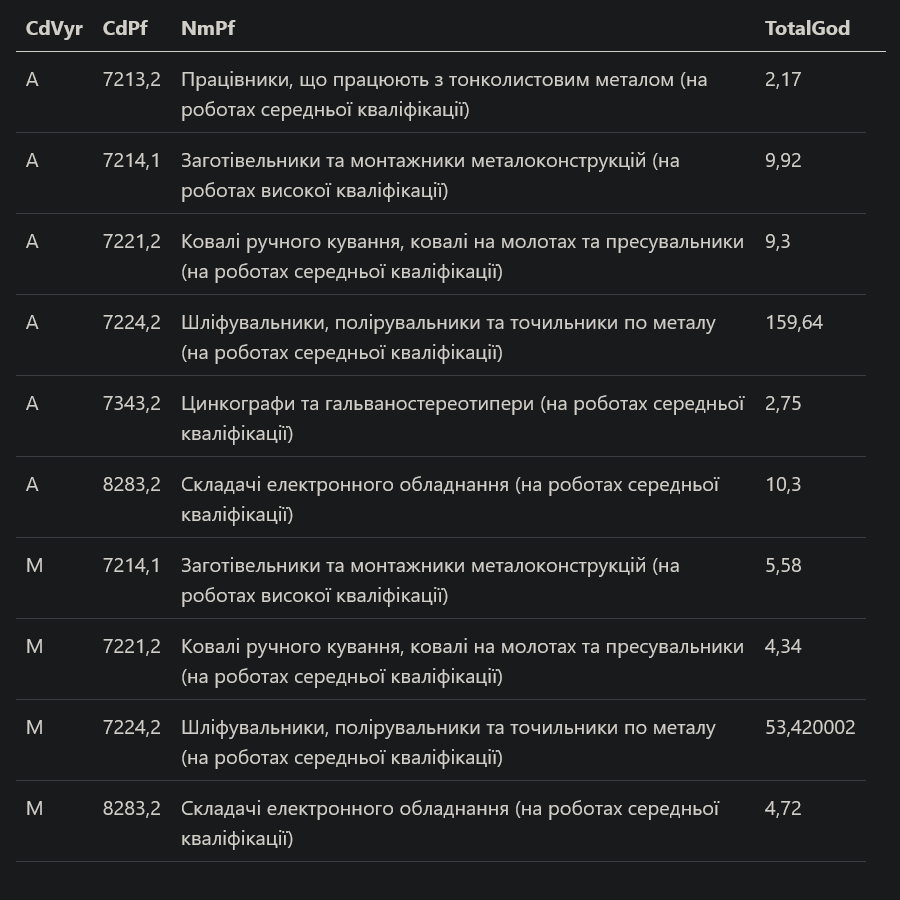 CdVyr CdPf NmPf TotalGod
A 7213,2 Працівники, що працюють з тонколистовим металом (на 2,17
роботах середньої кваліфікації)
A 7214,1 Заготівельники та монтажники металоконструкцій (на 9,92
роботах високої кваліфікації)
A 7221,2 Ковалі ручного кування, ковалі на молотах та пресувальники 9,3
(на роботах середньої кваліфікації)
A 7224,2 Шліфувальники, полірувальники та точильники по металу 159,64
(на роботах середньої кваліфікації)
A 7343,2 Цинкографи та гальваностереотипери (на роботах середньої 2,75
кваліфікації)
A 8283,2 Складачі електронного обладнання (на роботах середньої 10,3
кваліфікації)
M 7214,1 Заготівельники та монтажники металоконструкцій (на 5,58
роботах високої кваліфікації)
M 7221,2 Ковалі ручного кування, ковалі на молотах та пресувальники 4,34
(на роботах середньої кваліфікації)
M 7224,2 Шліфувальники, полірувальники та точильники по металу 53,420002
(на роботах середньої кваліфікації)
M 8283,2 Складачі електронного обладнання (на роботах середньої 4,72
кваліфікації)